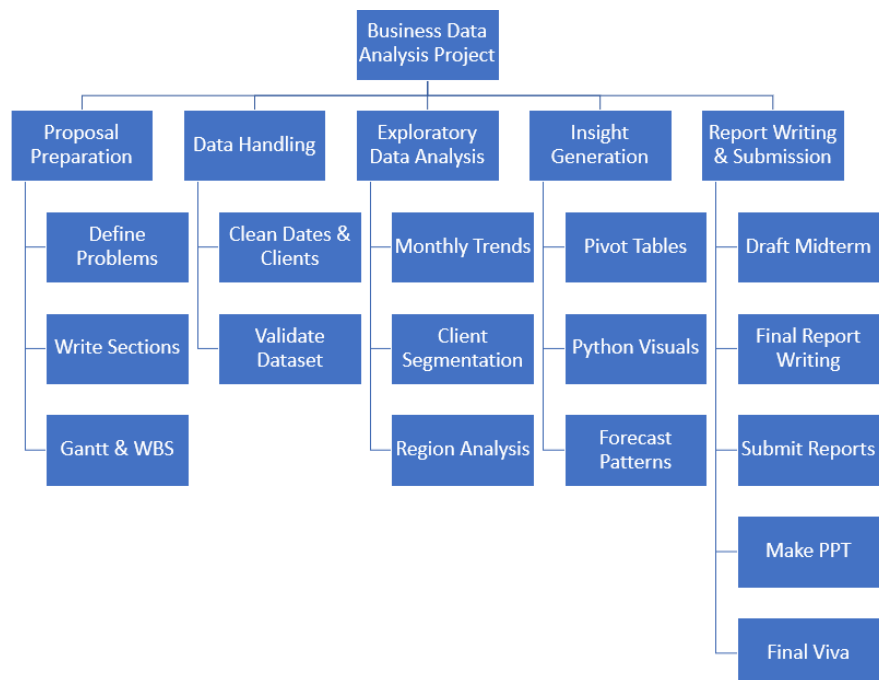 Business Data
Analysis Project
Proposal
Preparation
Data Handling
Exploratory
Data Analysis
Insight
Generation
Report Writing
& Submission
Define
Problems
Write Sections
Gantt & WBS
Clean Dates &
Clients
Validate
Dataset
Monthly Trends
Client
Segmentation
Region Analysis
Pivot Tables
Python Visuals
Forecast
Patterns
Draft Midterm
Final Report
Writing
Submit Reports
Make PPT
Final Viva